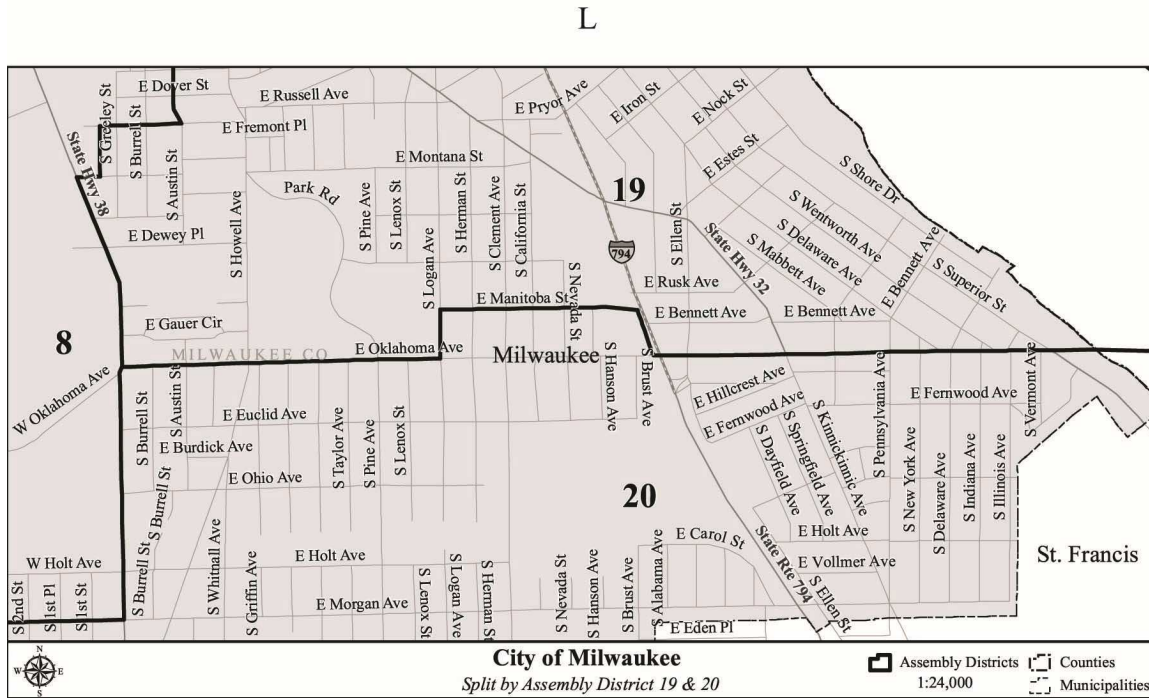 L
E Dover St
E Russell Ave
E Pryor Ave
E Iron St
E Nock St
S Greeley St
S Burrell St
E Fremont Pl
State Hwy 38
S Austin St
E Montana St
E Estes St
S Shore Dr
Park Rd
S Pine Ave
S Lenox St
S Herman St
S Clement Ave
S California St
19
S Howell Ave
E Dewey Pl
S Logan Ave
794
S Ellen St
State Hwy 32
S Wentworth Ave
S Delaware Ave
S Mabbett Ave
E Bennett Ave
S Superior St
S Nevada St
E Rusk Ave
E Manitoba St
E Bennett Ave
E Bennett Ave
E Gauer Cir
8
MILWAUKEE CO
E Oklahoma Ave
Milwaukee
S Hanson Ave
S Brust Ave
W Oklahoma Ave
S Burrell St
S Austin St
E Euclid Ave
E Hillcrest Ave
E Fernwood Ave
S Pennsylvania Ave
E Fernwood Ave
S Vermont Ave
E Burdick Ave
S Taylor Ave
S Pine Ave
S Lenox St
E Ohio Ave
S Dayfield Ave
S Springfield Ave
S Kinnickinnic Ave
S New York Ave
S Delaware Ave
S Indiana Ave
S Illinois Ave
20
S Burrell St
E Carol St
E Holt Ave
W Holt Ave
E Holt Ave
E Vollmer Ave
St. Francis
S 2nd St
S 1st Pl
S 1st St
S Burrell St
S Whitnall Ave
S Griffin Ave
E Morgan Ave
S Lenox St
S Logan Ave
S Herman St
S Nevada St
S Hanson Ave
S Brust Ave
S Alabama Ave
State Rte 794
S Ellen St
E Eden Pl
N
W E
S
City of Milwaukee
Split by Assembly District 19 & 20
Assembly Districts
1:24,000
Counties
Municipalities